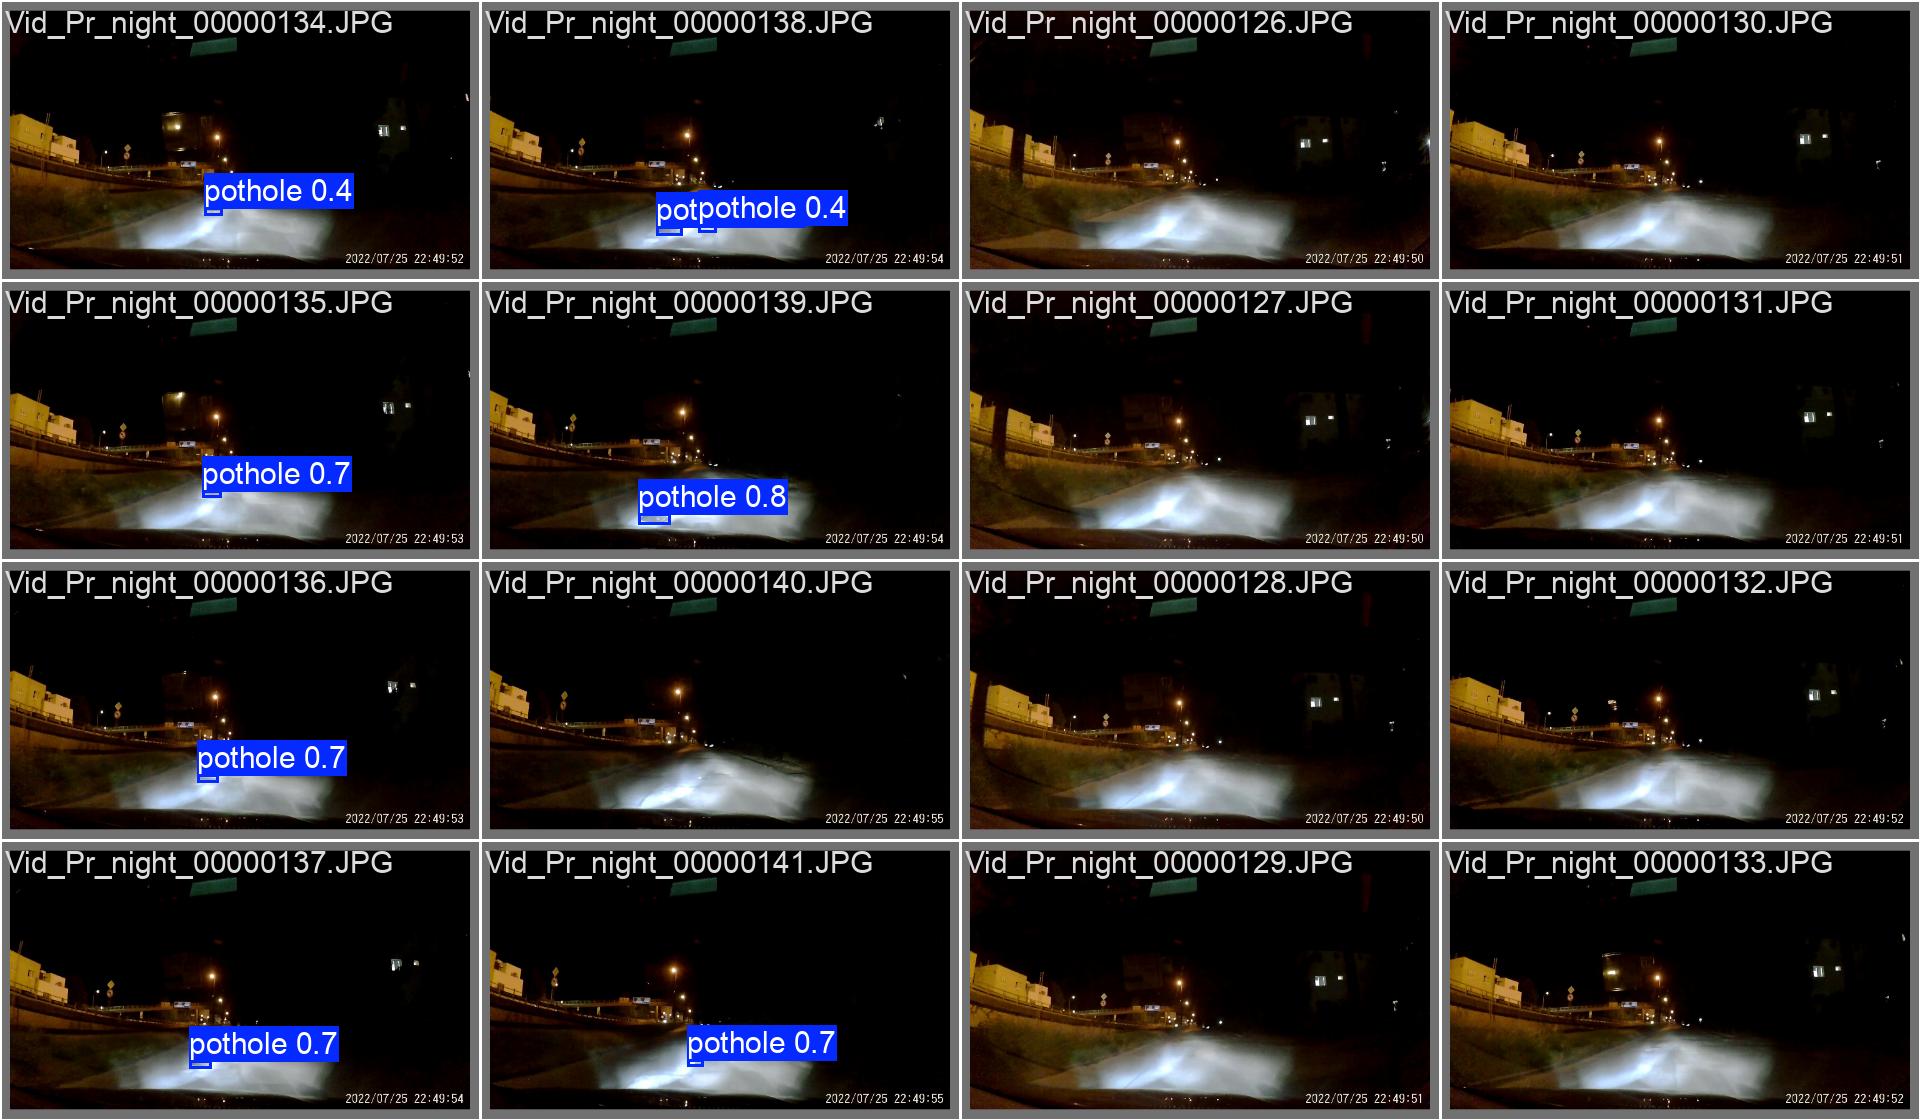 Vid_Pr_night_00000134.JPG
pothole 0.4
2022/07/25 22:49:52
Vid_Pr_night_00000138.JPG
pot
pothole 0.4
2022/07/25 22:49:54
Vid_Pr_night_00000126.JPG
2022/07/25 22:49:50
Vid_Pr_night_00000130.JPG
2022/07/25 22:49:51
Vid_Pr_night_00000135.JPG
pothole 0.7
2022/07/25 22:49:53
Vid_Pr_night_00000139.JPG
pothole 0.8
2022/07/25 22:49:54
Vid_Pr_night_00000127.JPG
2022/07/25 22:49:50
Vid_Pr_night_00000131.JPG
2022/07/25 22:49:51
Vid_Pr_night_00000136.JPG
pothole 0.7
2022/07/25 22:49:53
Vid_Pr_night_00000140.JPG
2022/07/25 22:49:55
Vid_Pr_night_00000128.JPG
2022/07/25 22:49:50
Vid_Pr_night_00000132.JPG
2022/07/25 22:49:52
Vid_Pr_night_00000137.JPG
pothole 0.7
2022/07/25 22:49:54
Vid_Pr_night_00000141.JPG
pothole 0.7
2022/07/25 22:49:55
Vid_Pr_night_00000129.JPG
2022/07/25 22:49:51
Vid_Pr_night_00000133.JPG
2022/07/25 22:49:52